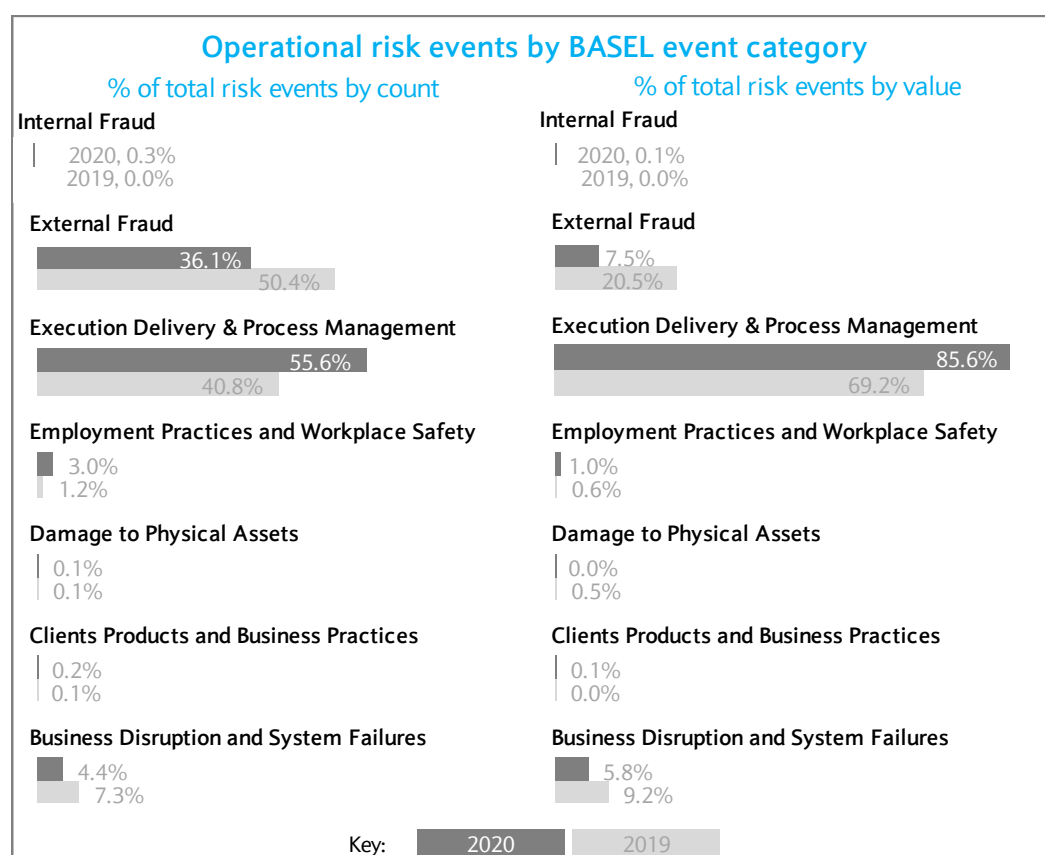 Operational risk events by BASEL event category
% of total risk events by count
Internal Fraud
2020, 0.3%
2019, 0.0%
External Fraud
36.1%
50.4%
Execution Delivery & Process Management
55.6%
40.8%
Employment Practices and Workplace Safety
3.0%
1.2%
Damage to Physical Assets
0.1%
0.1%
Clients Products and Business Practices
0.2%
0.1%
Business Disruption and System Failures
4.4%
7.3%
% of total risk events by value
Internal Fraud
2020, 0.1%
2019, 0.0%
External Fraud
7.5%
20.5%
Execution Delivery & Process Management
85.6%
69.2%
Employment Practices and Workplace Safety
1.0%
0.6%
Damage to Physical Assets
0.0%
0.5%
Clients Products and Business Practices
0.1%
0.0%
Business Disruption and System Failures
5.8%
9.2%
Key: 2020 2019